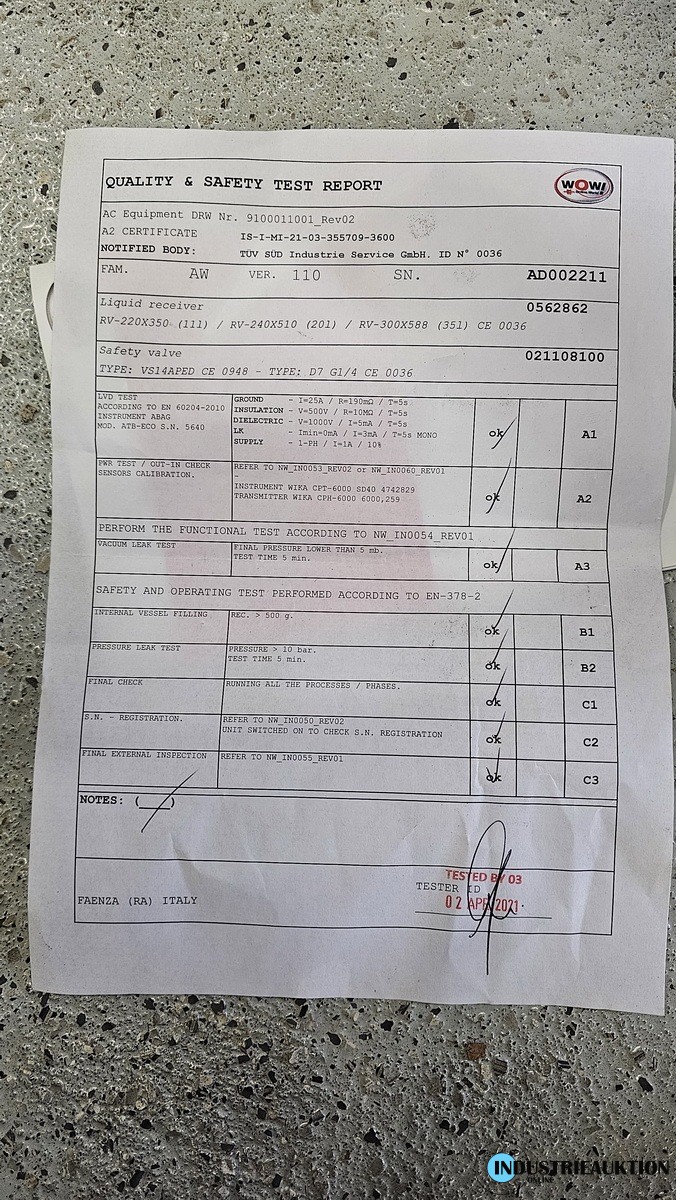 QUALITY & SAFETY TEST REPORT
WOW!
AC Equipment DRW Nr. 9100011001_Rev02
A2 CERTIFICATE IS-I-MI-21-03-355709-3600
NOTIFIED BODY: TÜV SÜD Industrie Service GmbH. ID N° 0036
FAM. AW VER. 110 SN. AD002211
Liquid receiver 0562862
RV-220X350 (111) / RV-240X510 (201) / RV-300X588 (351) CE 0036
Safety valve 021108100
TYPE: VS14APED CE 0948 - TYPE: D7 G1/4 CE 0036
LVD TEST
ACCORDING TO EN 60204-2010
INSTRUMENT ABAG
MOD. ATB-ECO S.N. 5640
GROUND - I=25A / R=190mΩ / T=5s
INSULATION - V=500V / R=10MΩ / T=5s
DIELECTRIC - V=1000V / I=5mA / T=5s
LK - Imin=0mA / I=3mA / T=5s MONO
SUPPLY - 1-PH / I=1A / 10%
ok A1
PWR TEST / OUT-IN CHECK
SENSORS CALIBRATION.
REFER TO NW_IN0053_REV02 or NW_IN0060_REV01
INSTRUMENT WIKA CPT-6000 SD40 4742829
TRANSMITTER WIKA CPH-6000 6000,259
ok A2
PERFORM THE FUNCTIONAL TEST ACCORDING TO NW_IN0054_REV01
VACUUM LEAK TEST
FINAL PRESSURE LOWER THAN 5 mb.
TEST TIME 5 min.
ok A3
SAFETY AND OPERATING TEST PERFORMED ACCORDING TO EN-378-2
INTERNAL VESSEL FILLING REC. > 500 g. ok B1
PRESSURE LEAK TEST
PRESSURE > 10 bar.
TEST TIME 5 min.
ok B2
FINAL CHECK RUNNING ALL THE PROCESSES / PHASES. ok C1
S.N. - REGISTRATION.
REFER TO NW_IN0050_REV02
UNIT SWITCHED ON TO CHECK S.N. REGISTRATION
ok C2
FINAL EXTERNAL INSPECTION REFER TO NW_IN0055_REV01 ok C3
NOTES: (___)
TESTED BY 03
TESTER ID
02 APR 2021
FAENZA (RA) ITALY
INDUSTRIEAUKTION
ONLINE